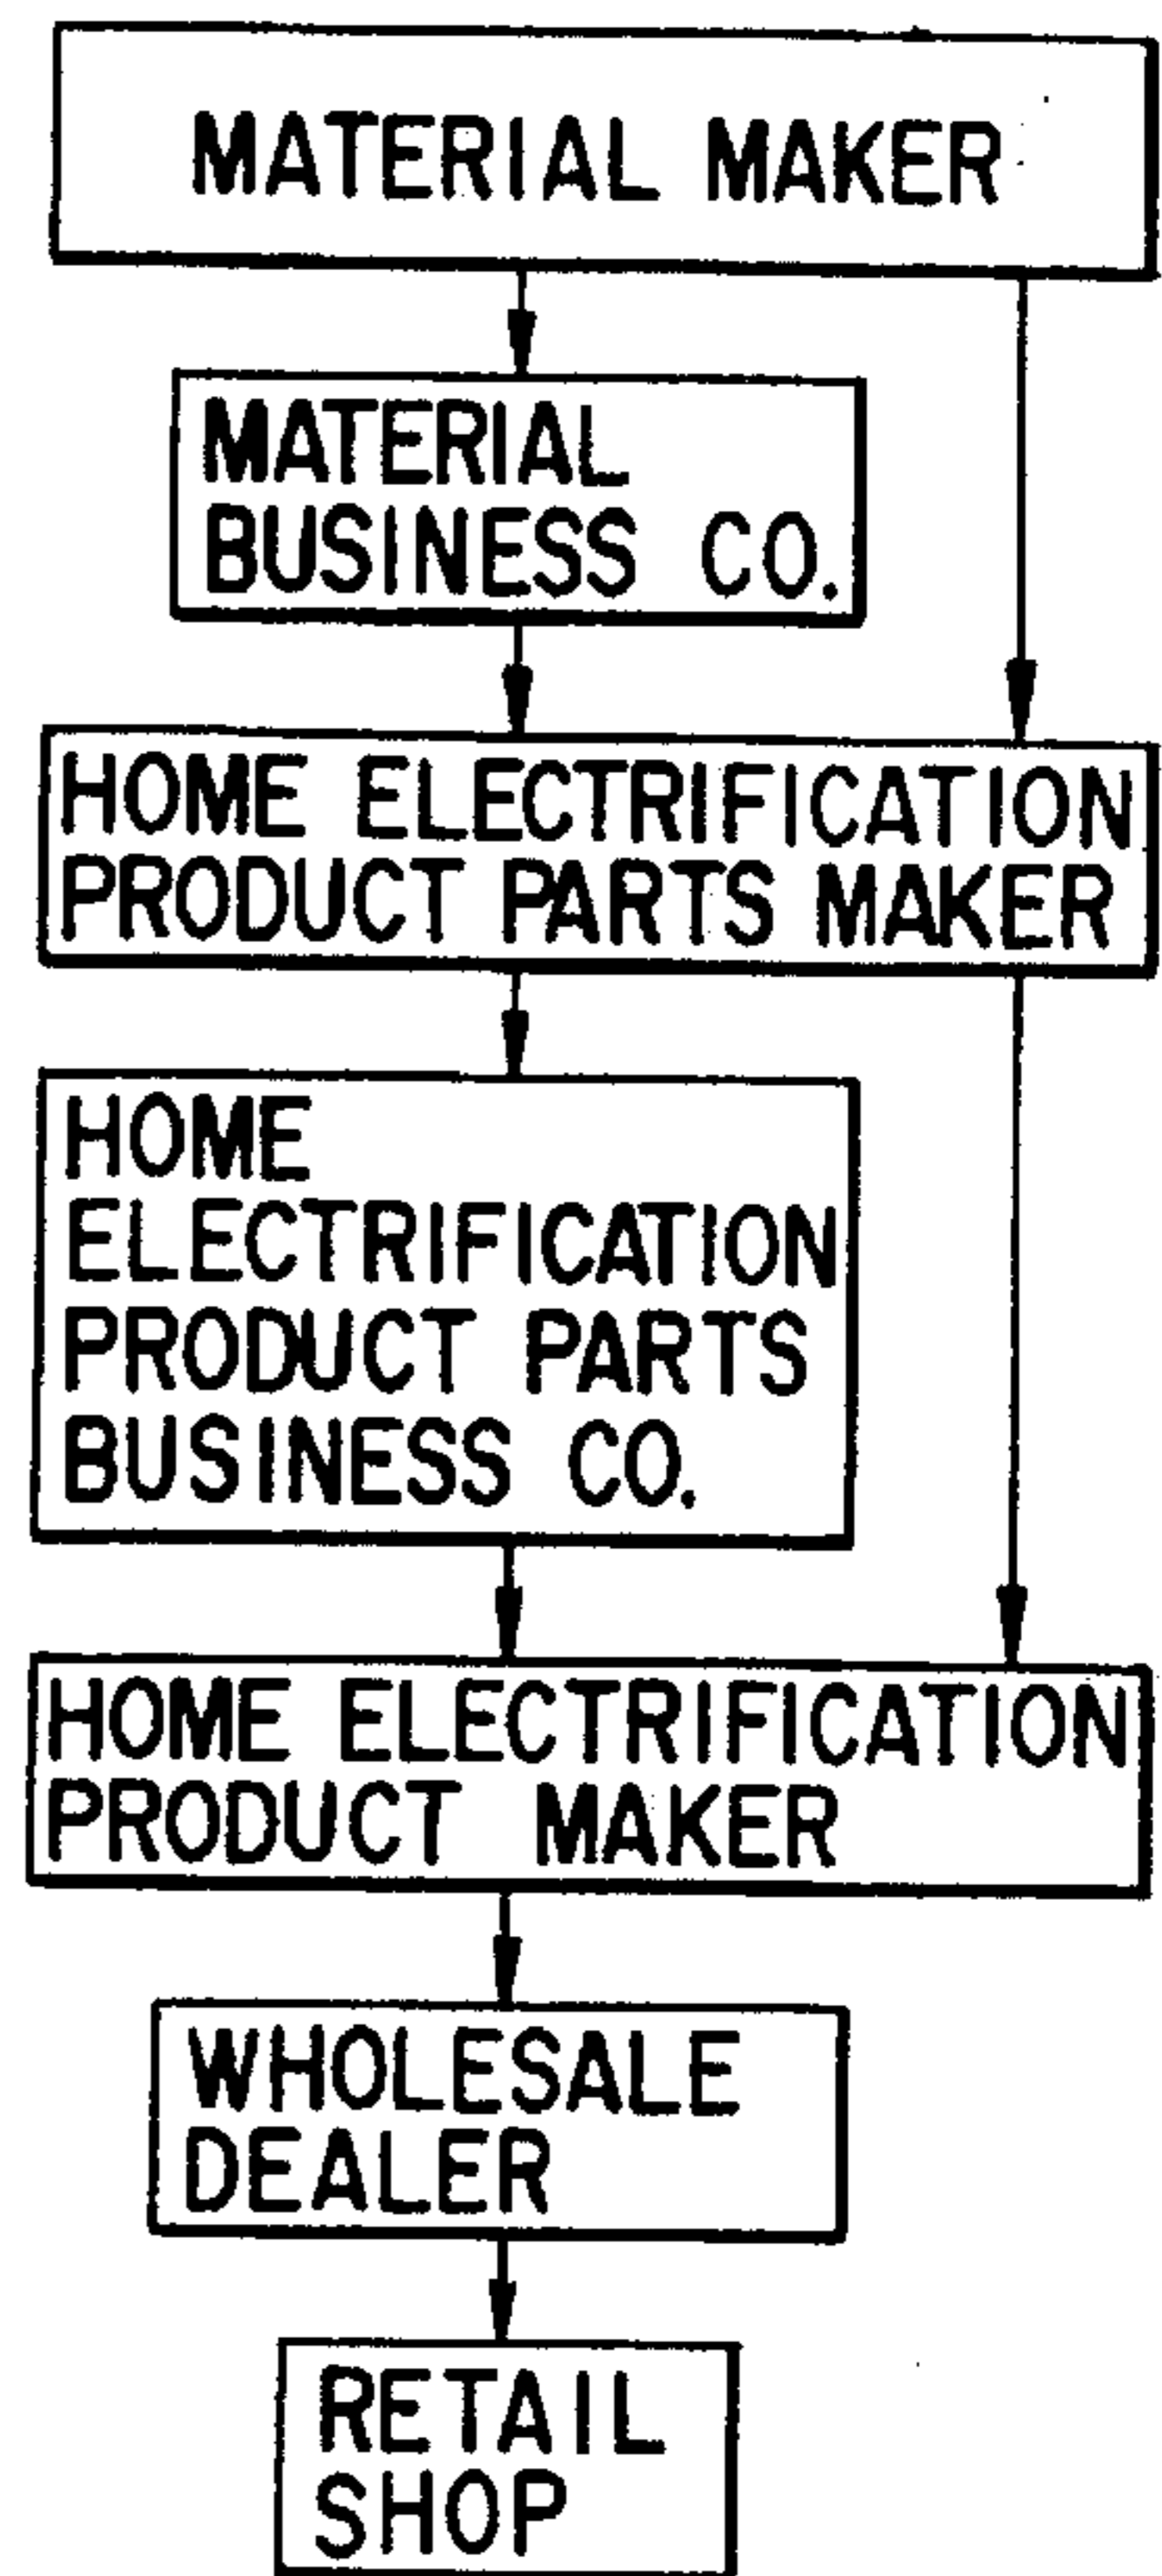 MATERIAL MAKER
MATERIAL
BUSINESS CO.
HOME ELECTRIFICATION
PRODUCT PARTS MAKER
HOME
ELECTRIFICATION
PRODUCT PARTS
BUSINESS CO.
HOME ELECTRIFICATION
PRODUCT MAKER
WHOLESALE
DEALER
RETAIL
SHOP